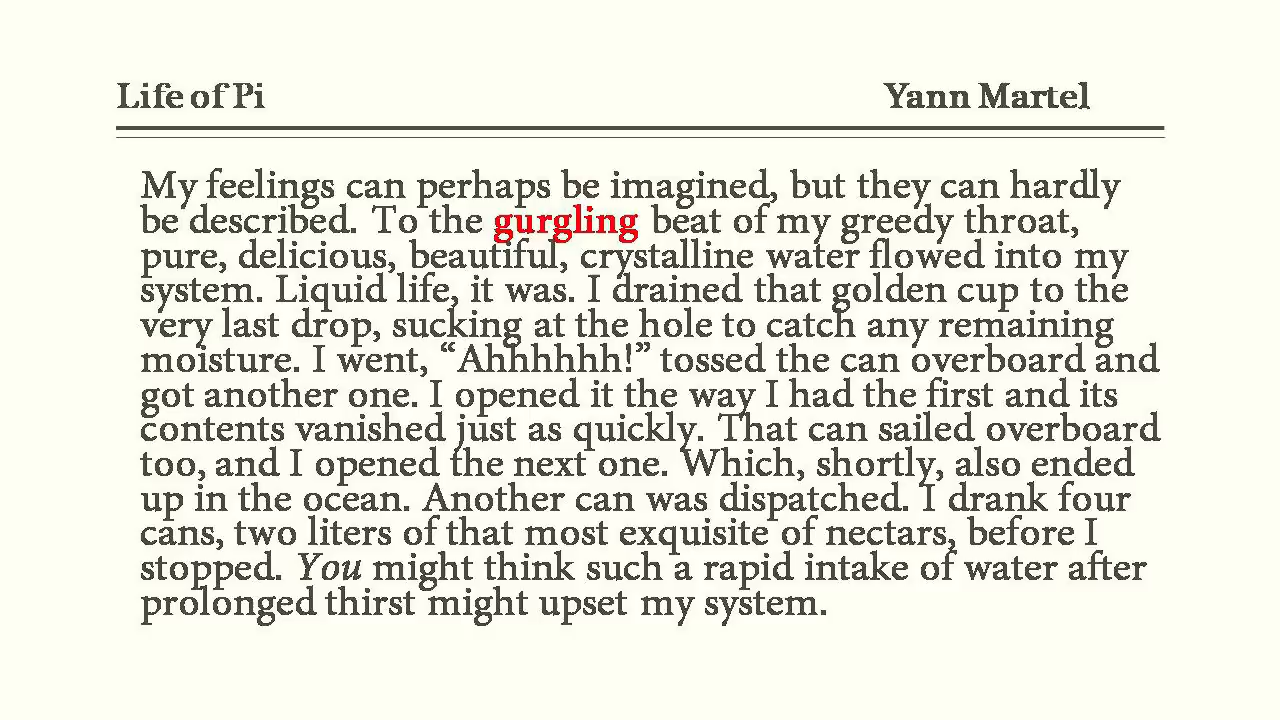 Life of Pi Yann Martel
My feelings can perhaps be imagined, but they can hardly
be described. To the gurgling beat of my greedy throat,
pure, delicious, beautiful, crystalline water flowed into my
system. Liquid life, it was. I drained that golden cup to the
very last drop, sucking at the hole to catch any remaining
moisture. I went, “Ahhhhhh!” tossed the can overboard and
got another one. I opened it the way I had the first and its
contents vanished just as quickly. That can sailed overboard
too, and I opened the next one. Which, shortly, also ended
up in the ocean. Another can was dispatched. I drank four
cans, two liters of that most exquisite of nectars, before I
stopped. You might think such a rapid intake of water after
prolonged thirst might upset my system.